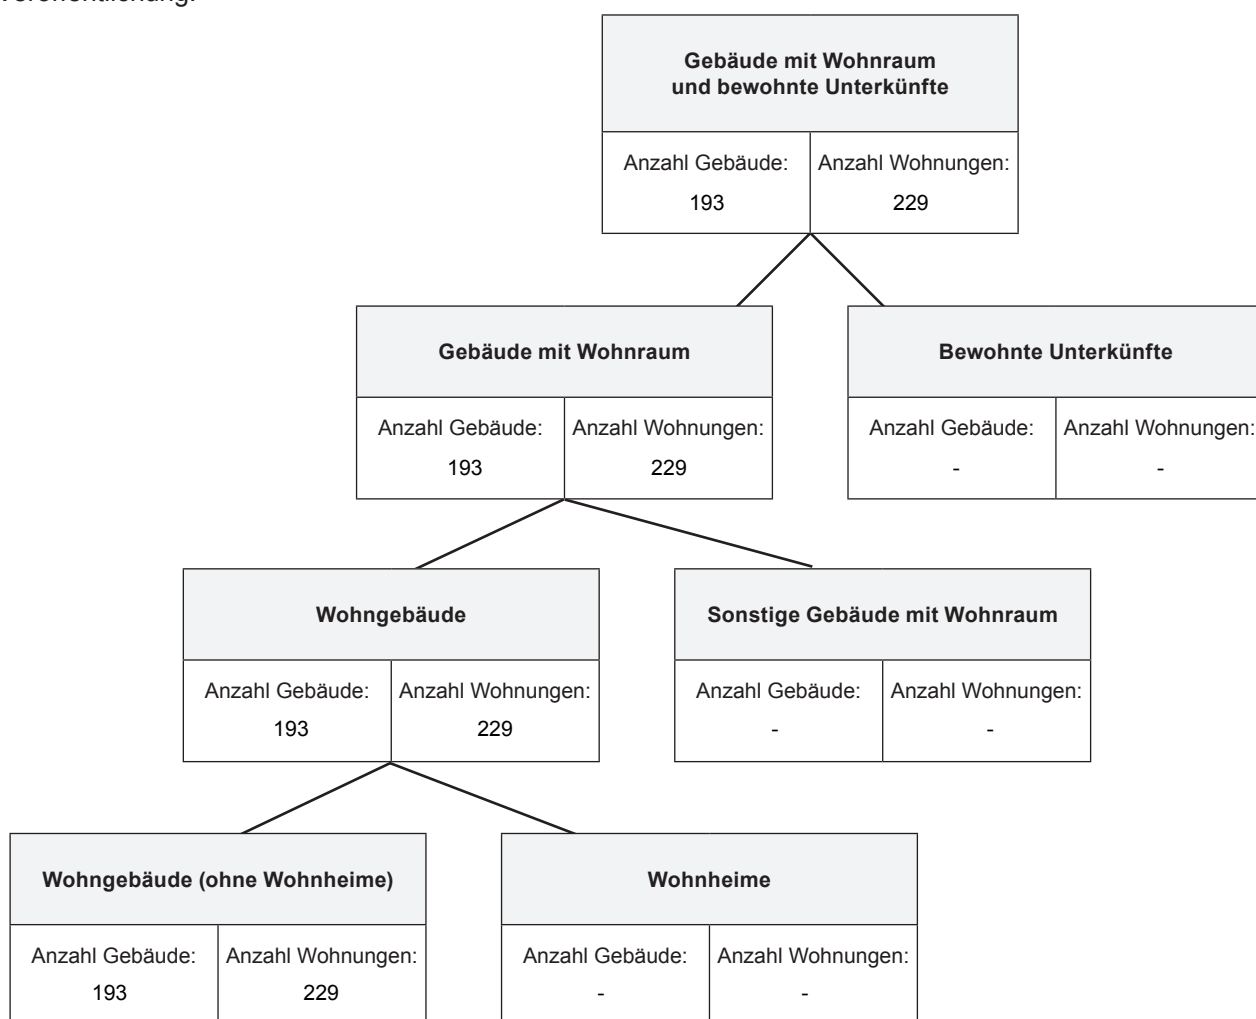 Veröffentlichung.
Gebäude mit Wohnraum
und bewohnte Unterkünfte
Anzahl Gebäude: Anzahl Wohnungen:
193 229
Gebäude mit Wohnraum Bewohnte Unterkünfte
Anzahl Gebäude: Anzahl Wohnungen: Anzahl Gebäude: Anzahl Wohnungen:
193 229 - -
Wohngebäude Sonstige Gebäude mit Wohnraum
Anzahl Gebäude: Anzahl Wohnungen: Anzahl Gebäude: Anzahl Wohnungen:
193 229 - -
Wohngebäude (ohne Wohnheime) Wohnheime
Anzahl Gebäude: Anzahl Wohnungen: Anzahl Gebäude: Anzahl Wohnungen:
193 229 - -